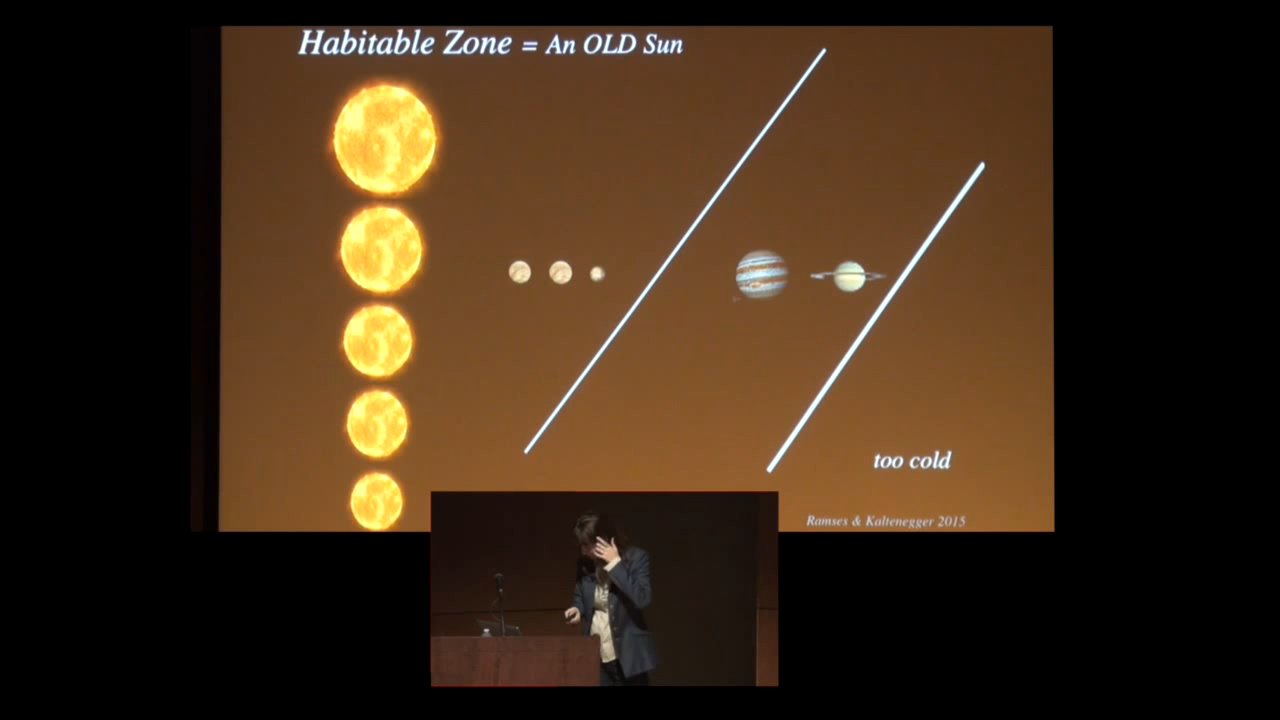 Habitable Zone = An OLD Sun
too cold
Ramses & Kaltenegger 2015